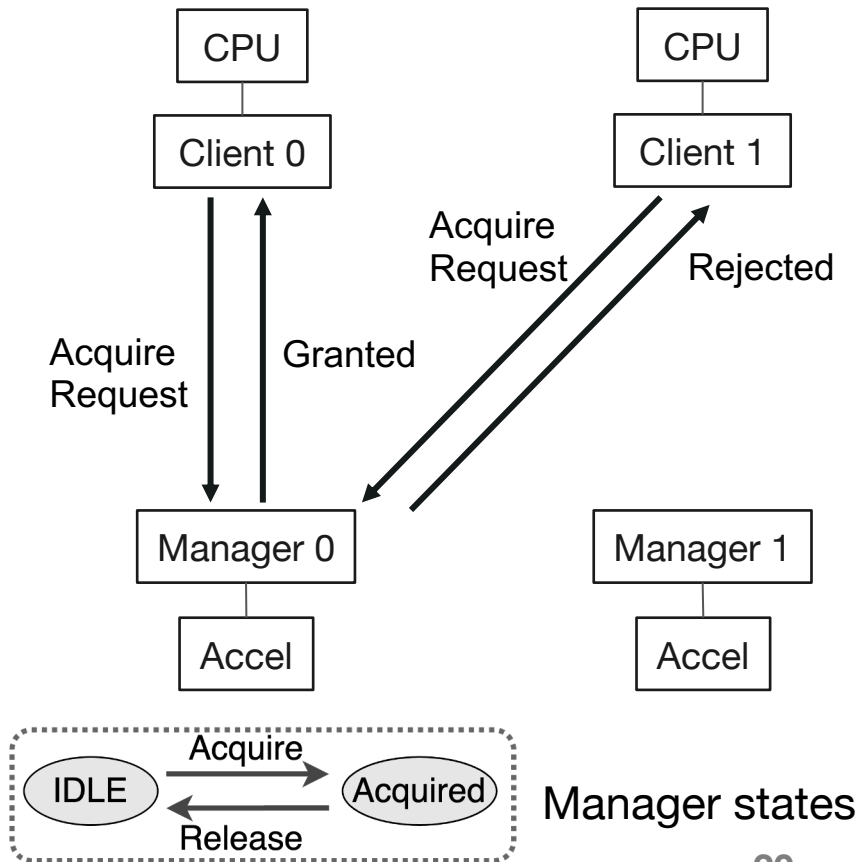 CPU
CPU
Client 0
Client 1
Acquire
Request
Rejected
Acquire
Request
Granted
Manager 0
Manager 1
Accel
Accel
Acquire
IDLE
Acquired
Release
Manager states